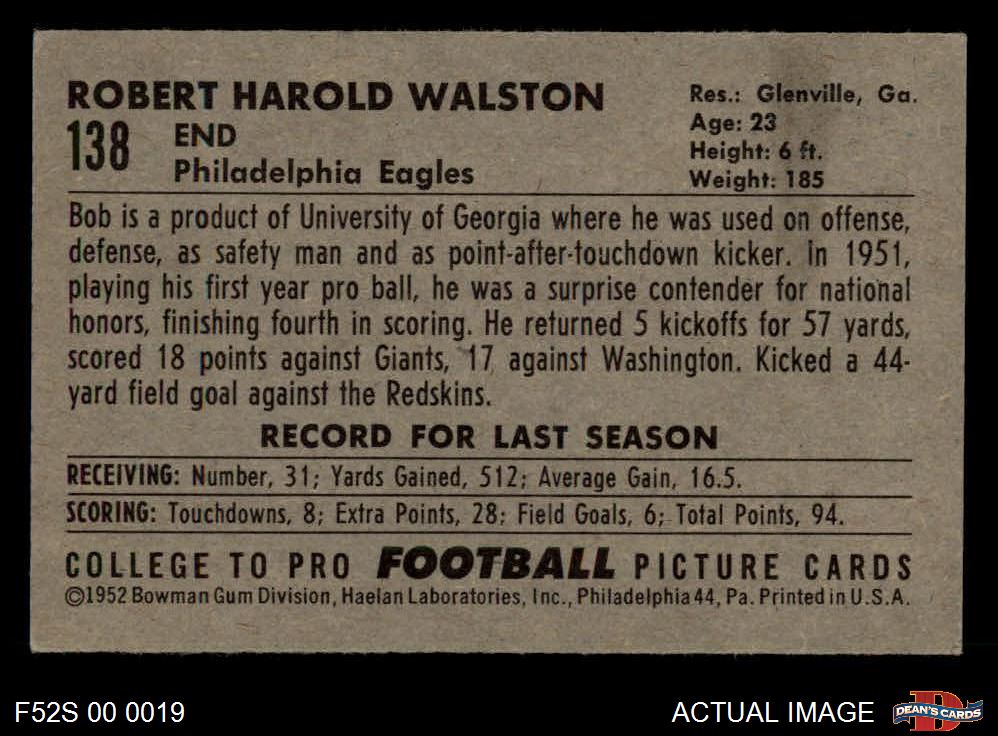 ROBERT HAROLD WALSTON
138
END
Philadelphia Eagles
Res.: Glenville, Ga.
Age: 23
Height: 6 ft.
Weight: 185
Bob is a product of University of Georgia where he was used on offense,
defense, as safety man and as point-after-touchdown kicker. In 1951,
playing his first year pro ball, he was a surprise contender for national
honors, finishing fourth in scoring. He returned 5 kickoffs for 57 yards,
scored 18 points against Giants, 17 against Washington. Kicked a 44-
yard field goal against the Redskins.
RECORD FOR LAST SEASON
RECEIVING: Number, 31; Yards Gained, 512; Average Gain, 16.5.
SCORING: Touchdowns, 8; Extra Points, 28; Field Goals, 6; Total Points, 94.
COLLEGE TO PRO FOOTBALL PICTURE CARDS
©1952 Bowman Gum Division, Haelan Laboratories, Inc., Philadelphia 44, Pa. Printed in U.S.A.
F52S 00 0019
ACTUAL IMAGE
DEAN'S CARDS